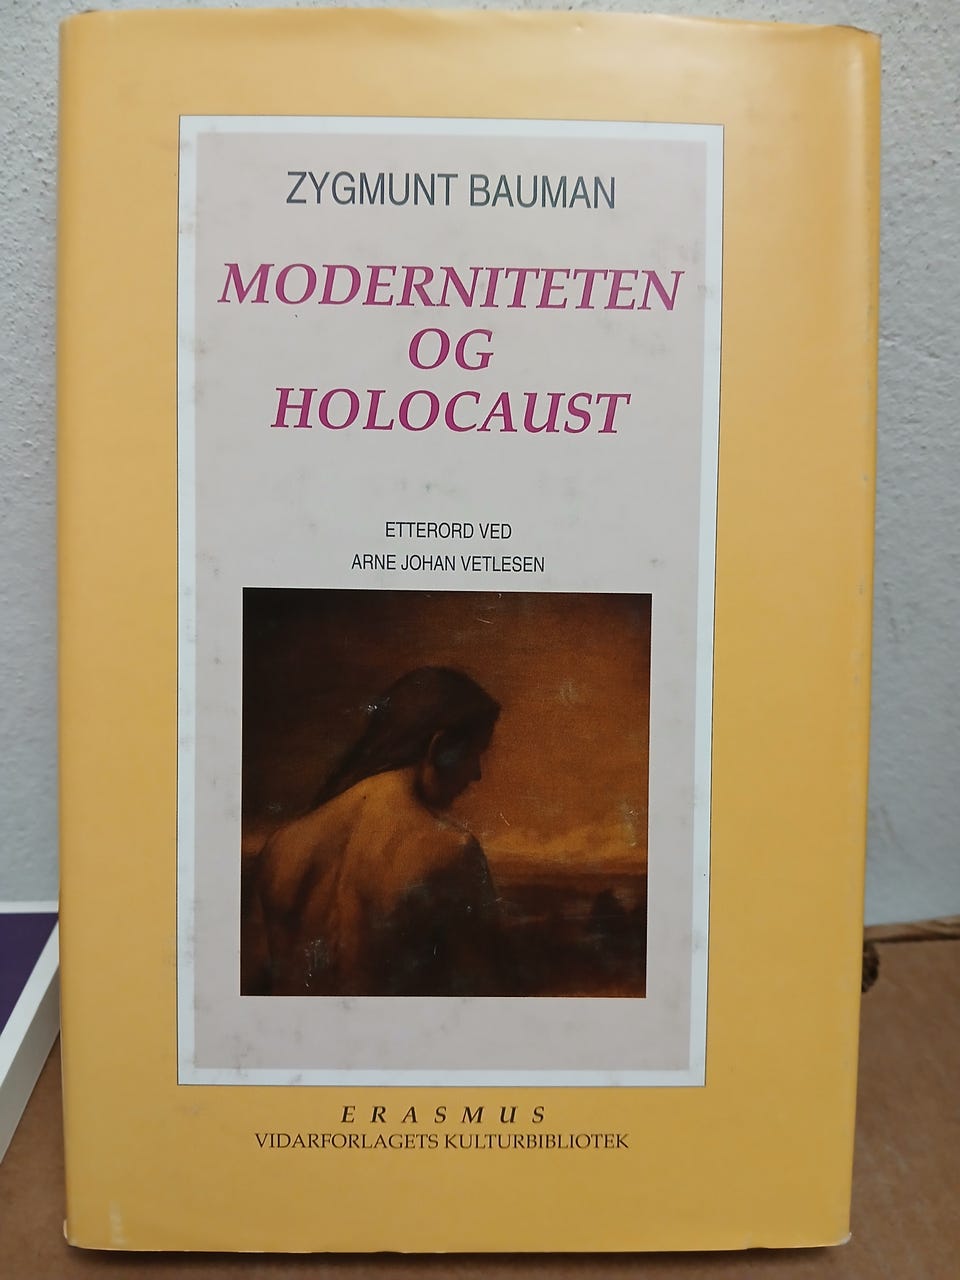 ZYGMUNT BAUMAN
MODERNITETEN
OG
HOLOCAUST
ETTERORD VED
ARNE JOHAN VETLESEN
ERASMUS
VIDARFORLAGETS KULTURBIBLIOTEK